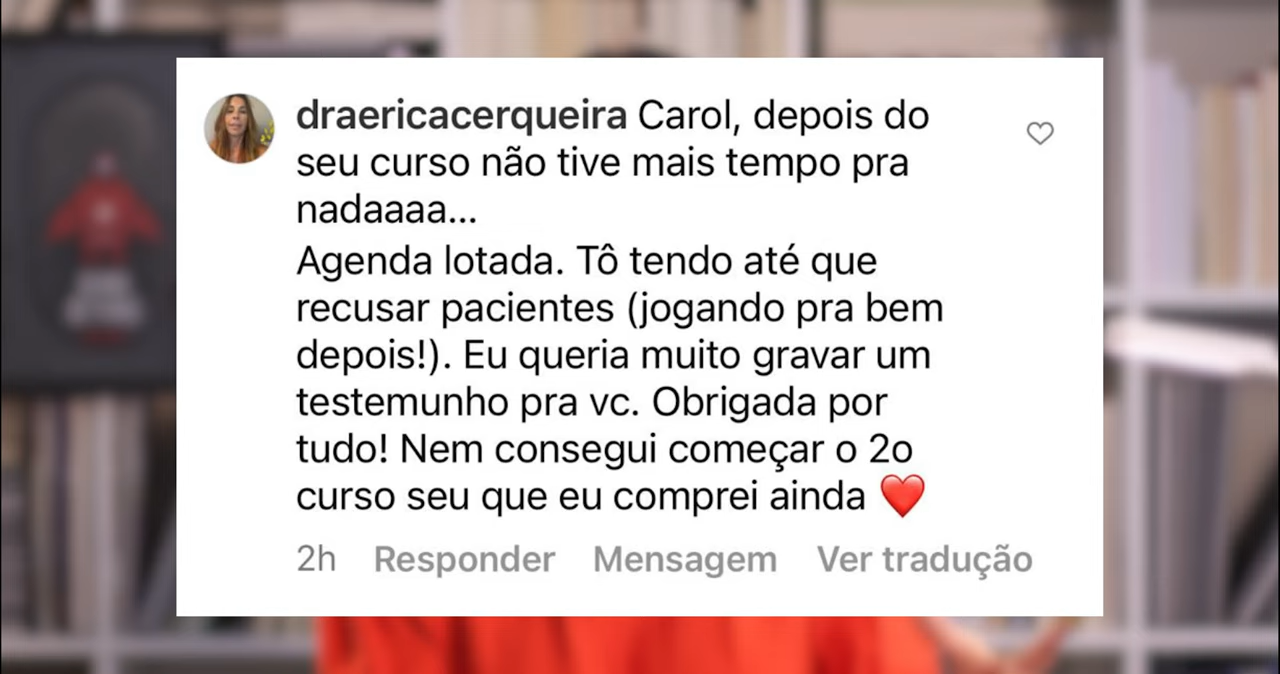 draericacerqueira Carol, depois do
seu curso não tive mais tempo pra
nadaaaa...
Agenda lotada. Tô tendo até que
recusar pacientes (jogando pra bem
depois!). Eu queria muito gravar um
testemunho pra vc. Obrigada por
tudo! Nem consegui começar o 2o
curso seu que eu comprei ainda ❤️
2h Responder Mensagem Ver tradução